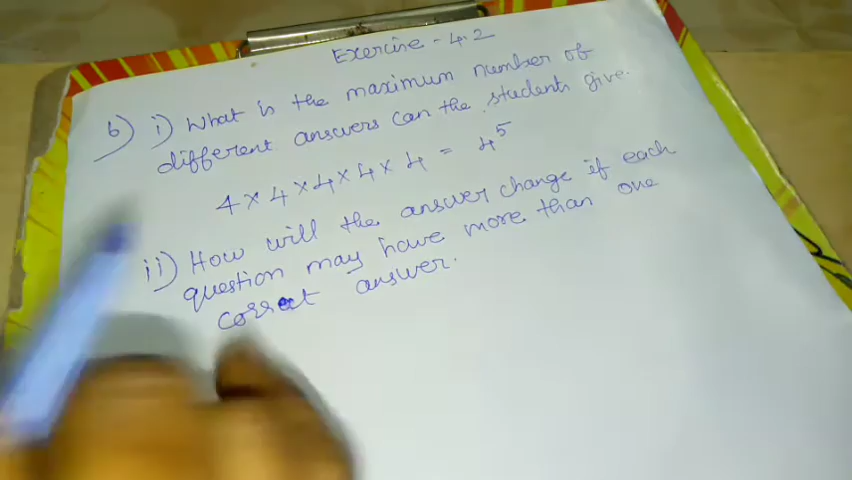 Exercise - 4.2
6) i) What is the maximum number of
different answers can the students give.
4 × 4 × 4 × 4 × 4 = 4⁵
ii) How will the answer change if each
question may have more than one
correct answer.